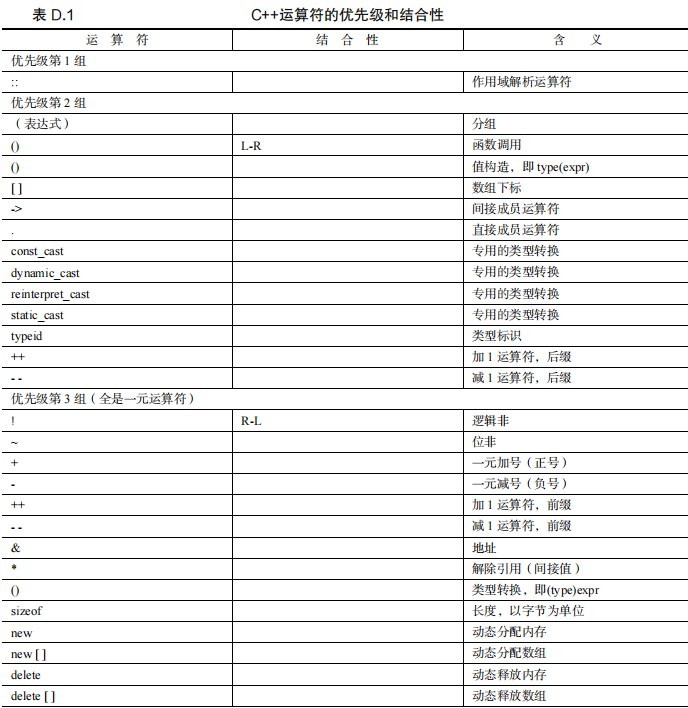 表 D.1 C++运算符的优先级和结合性
运 算 符 结 合 性 含 义
优先级第 1 组
:: 作用域解析运算符
优先级第 2 组
（表达式） 分组
() L-R 函数调用
() 值构造，即 type(expr)
[ ] 数组下标
-> 间接成员运算符
. 直接成员运算符
const_cast 专用的类型转换
dynamic_cast 专用的类型转换
reinterpret_cast 专用的类型转换
static_cast 专用的类型转换
typeid 类型标识
++ 加 1 运算符，后缀
- - 减 1 运算符，后缀
优先级第 3 组（全是一元运算符）
! R-L 逻辑非
~ 位非
+ 一元加号（正号）
- 一元减号（负号）
++ 加 1 运算符，前缀
- - 减 1 运算符，前缀
& 地址
* 解除引用（间接值）
() 类型转换，即(type)expr
sizeof 长度，以字节为单位
new 动态分配内存
new [ ] 动态分配数组
delete 动态释放内存
delete [ ] 动态释放数组